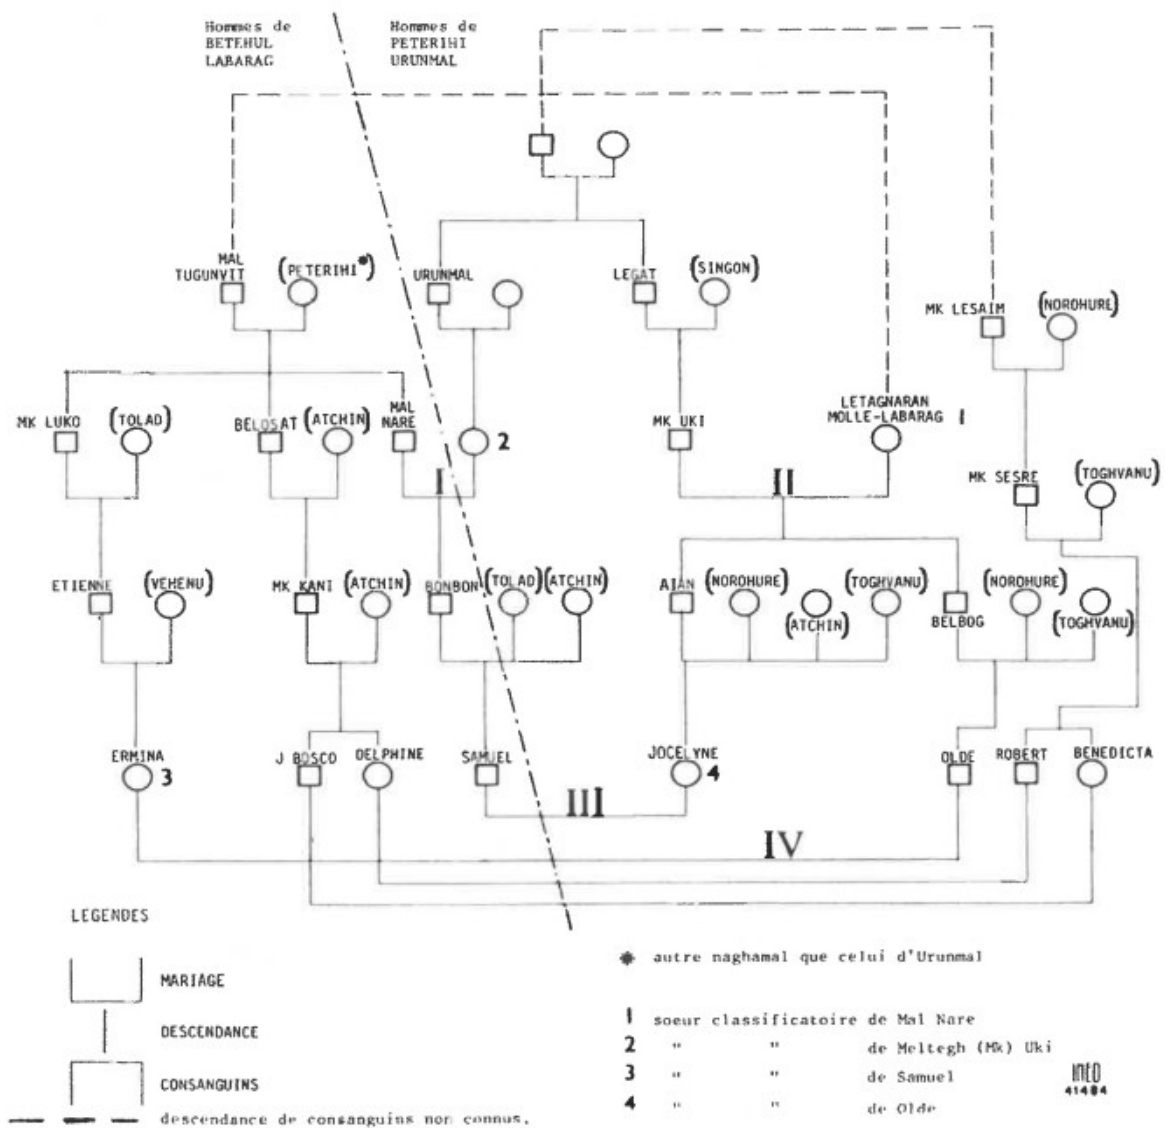 Hommes de
BETEHUL
LABARAG
Hommes de
PETERIHI
URUNMAL
MAL
TUGUNVIT
(PETERIHI*)
URUNMAL
LEGAT
(SINGON)
MK LESAIM
(NOROHURE)
MK LUKO
(TOLAD)
BELOSAT
(ATCHIN)
MAL
NARE
2
MK UKI
LETAGNARAN
MOLLE-LABARAG
1
I
II
MK SESRE
(TOGHVANU)
ETIENNE
(VEHENU)
MK KANI
(ATCHIN)
BONBON
(TOLAD)
(ATCHIN)
AIAN
(NOROHURE)
(ATCHIN)
(TOGHVANU)
BELBOG
(NOROHURE)
(TOGHVANU)
ERMINA
3
J BOSCO
DELPHINE
SAMUEL
JOCELYNE
4
OLDE
ROBERT
BENEDICTA
III
IV
LEGENDES
MARIAGE
DESCENDANCE
CONSANGUINS
descendance de consanguins non connus.
* autre naghamal que celui d'Urunmal
1 soeur classificatoire de Mal Nare
2 " " de Meltegh (Mk) Uki
3 " " de Samuel
4 " " de Olde
INED
41484